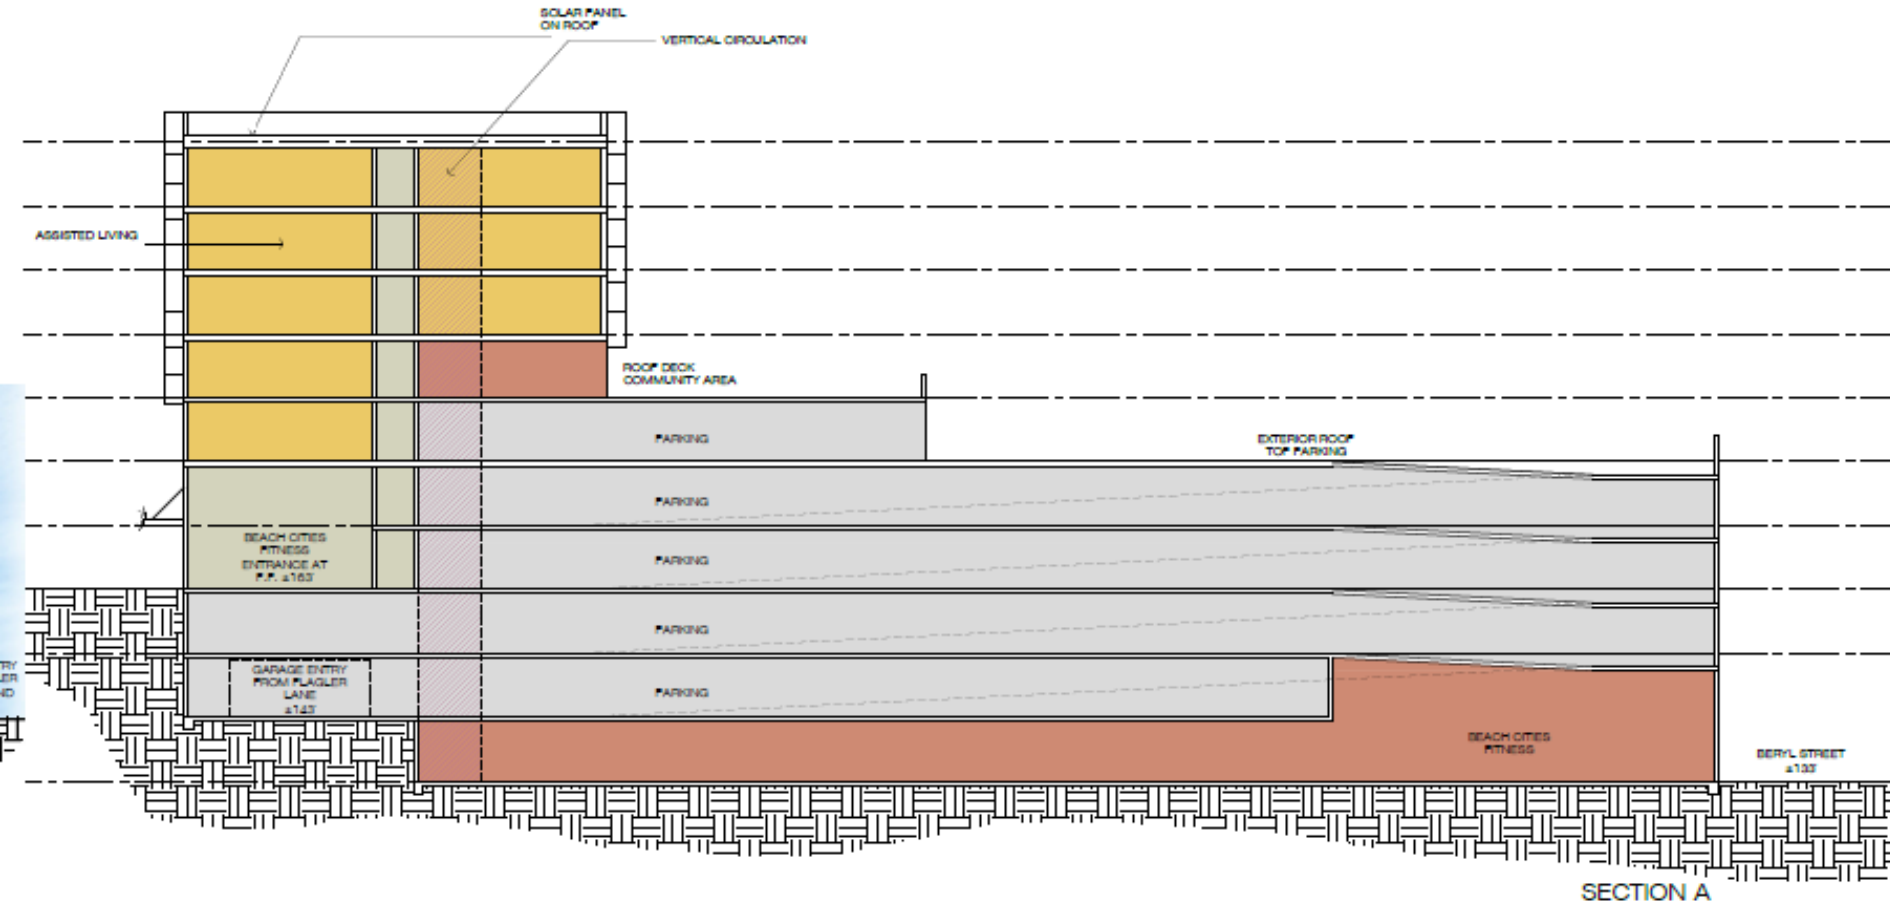 SOLAR PANEL
ON ROOF
VERTICAL CIRCULATION
ASSISTED LIVING
ROOF DECK
COMMUNITY AREA
PARKING
EXTERIOR ROOF
TOP PARKING
PARKING
BEACH CITIES
FITNESS
ENTRANCE AT
F.F. ±163'
PARKING
PARKING
GARAGE ENTRY
FROM FLAGLER
LANE
±143'
PARKING
BEACH CITIES
FITNESS
BERYL STREET
±133'
SECTION A